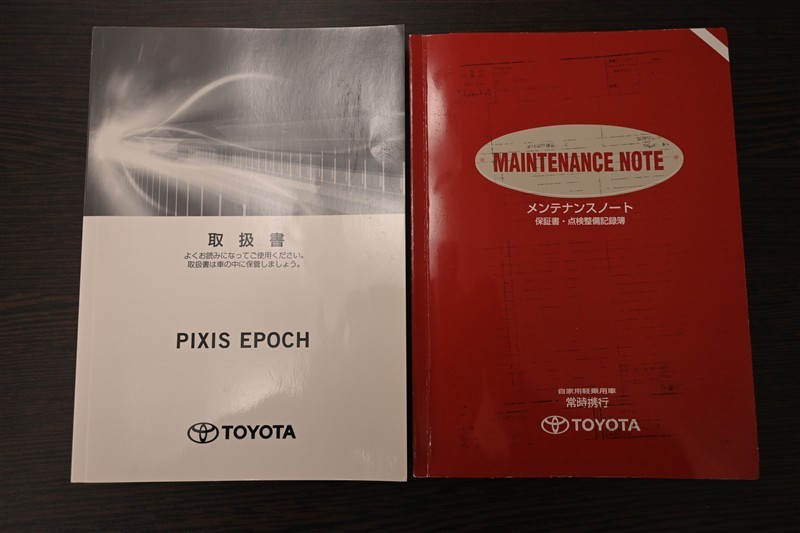 取扱書
よくお読みになってご使用ください。
取扱書は車の中に保管しましょう。
PIXIS EPOCH
TOYOTA
MAINTENANCE NOTE
メンテナンスノート
保証書・点検整備記録簿
自家用軽乗用車
常時携行
TOYOTA